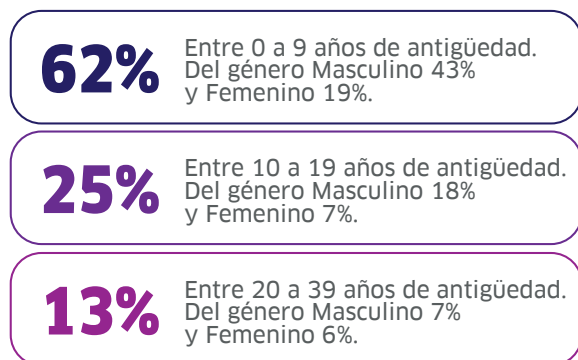 62%
Entre 0 a 9 años de antigüedad.
Del género Masculino 43%
y Femenino 19%.
25%
Entre 10 a 19 años de antigüedad.
Del género Masculino 18%
y Femenino 7%.
13%
Entre 20 a 39 años de antigüedad.
Del género Masculino 7%
y Femenino 6%.